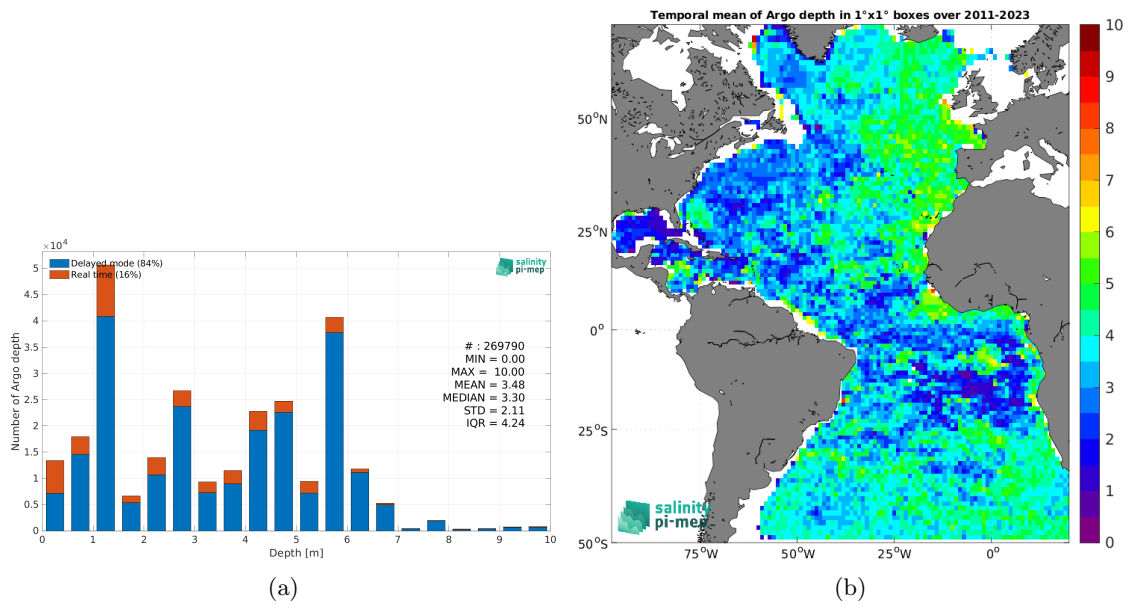 Temporal mean of Argo depth in 1°x1° boxes over 2011-2023
×10⁴
Delayed mode (84%)
Real time (16%)
salinity
pi-mep
# : 269790
MIN = 0.00
MAX = 10.00
MEAN = 3.48
MEDIAN = 3.30
STD = 2.11
IQR = 4.24
Number of Argo depth
5
4.5
4
3.5
3
2.5
2
1.5
1
0.5
0
0 1 2 3 4 5 6 7 8 9 10
Depth [m]
(a)
50°N
25°N
0°
25°S
50°S
75°W 50°W 25°W 0°
salinity
pi-mep
10
9
8
7
6
5
4
3
2
1
0
(b)